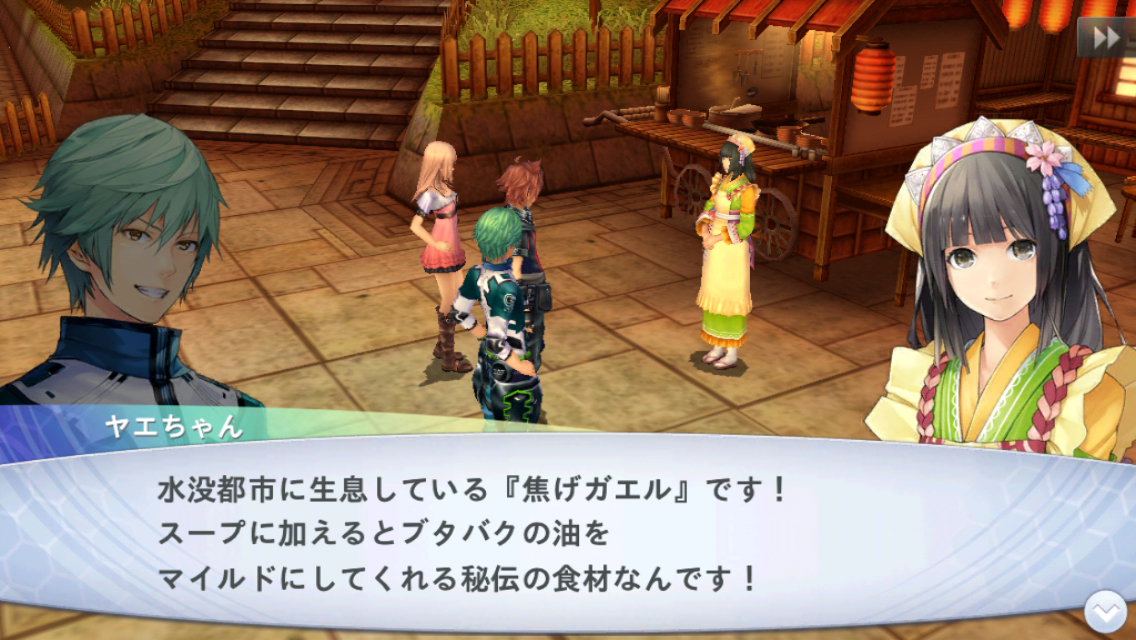 ヤエちゃん
水没都市に生息している『焦げガエル』です！
スープに加えるとブタバクの油を
マイルドにしてくれる秘伝の食材なんです！